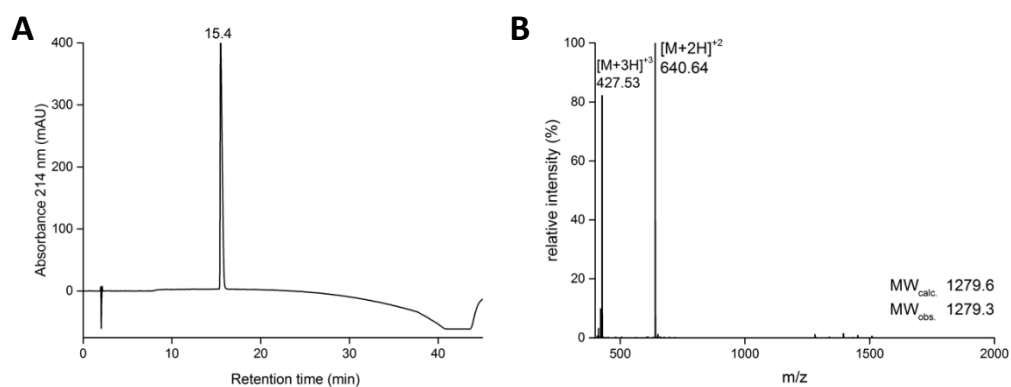 A
15.4
400
300
200
100
0
Absorbance 214 nm (mAU)
0 10 20 30 40
Retention time (min)
B
[M+3H]+3
427.53
[M+2H]+2
640.64
100
80
60
40
20
0
relative intensity (%)
MWcalc. 1279.6
MWobs. 1279.3
500 1000 1500 2000
m/z